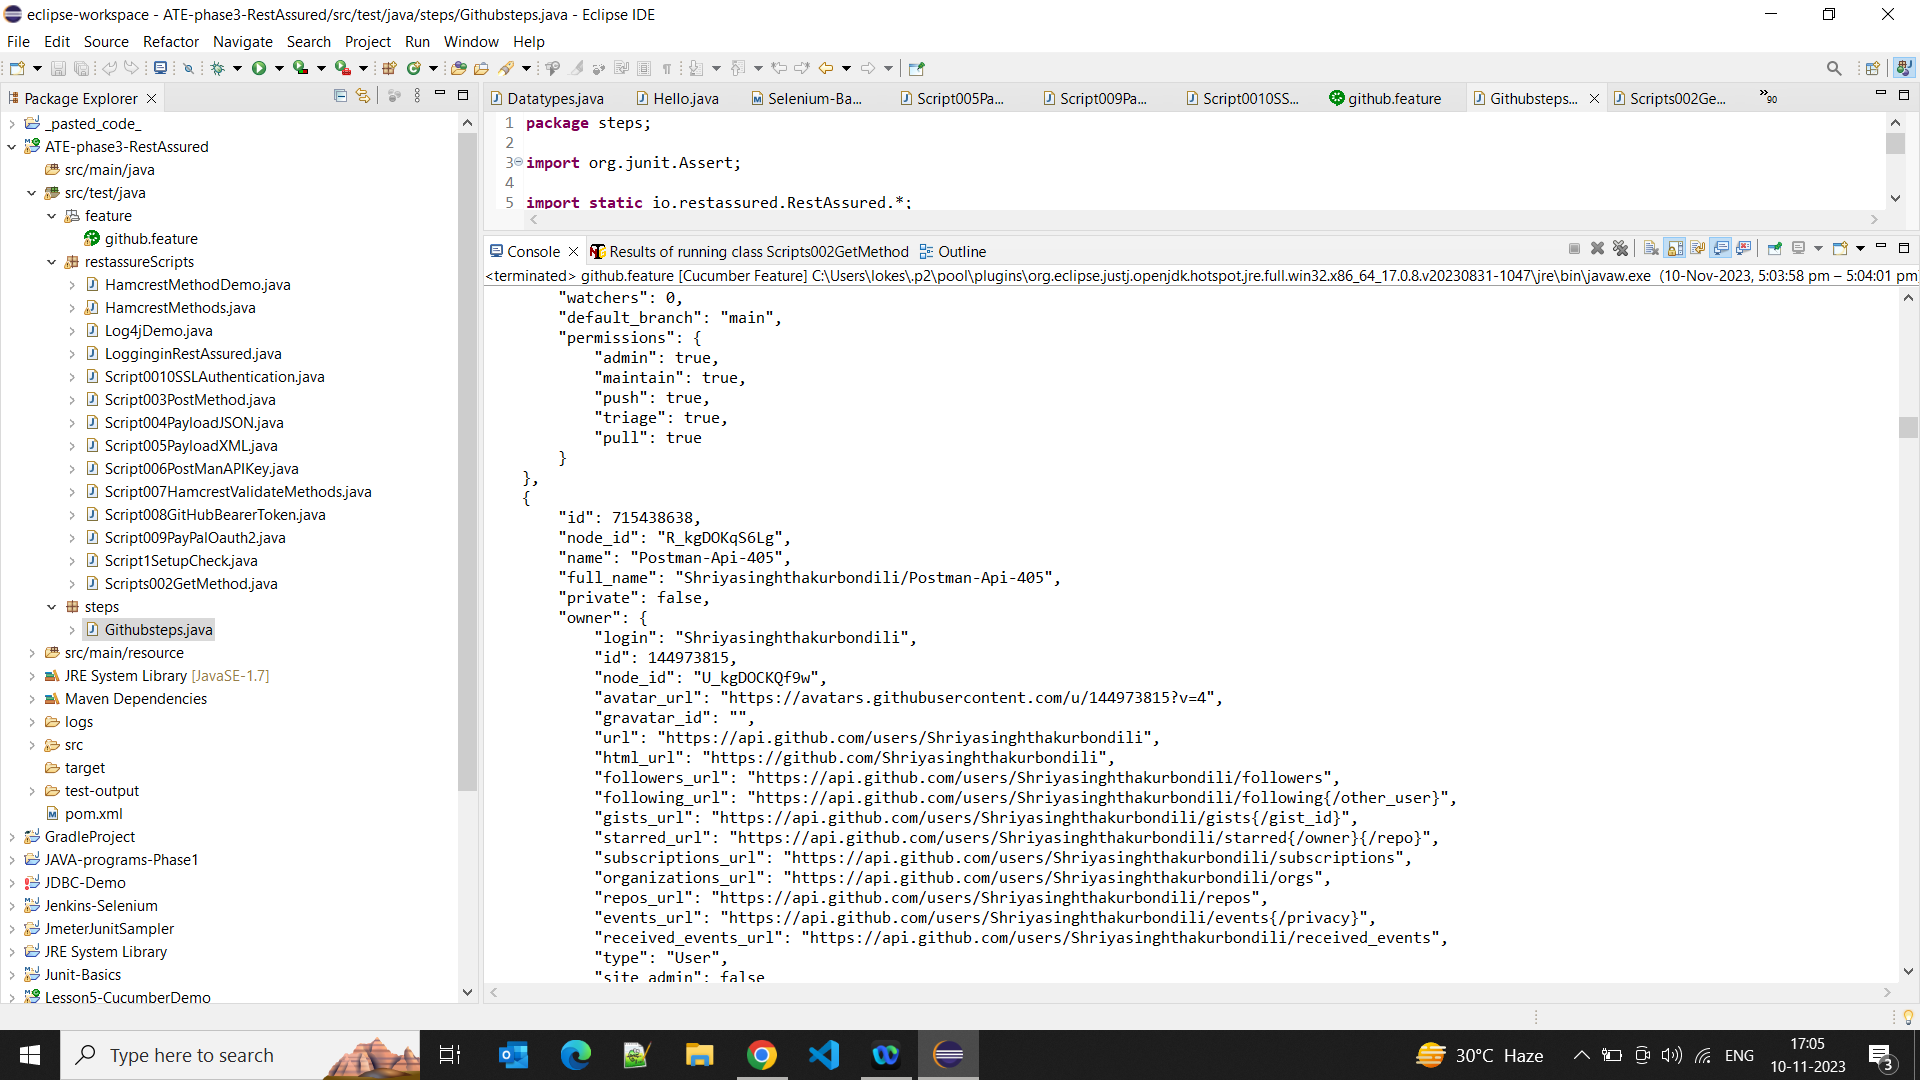 eclipse-workspace - ATE-phase3-RestAssured/src/test/java/steps/Githubsteps.java - Eclipse IDE
File Edit Source Refactor Navigate Search Project Run Window Help
Package Explorer
_pasted_code_
ATE-phase3-RestAssured
src/main/java
src/test/java
feature
github.feature
restassureScripts
HamcrestMethodDemo.java
HamcrestMethods.java
Log4jDemo.java
LogginginRestAssured.java
Script0010SSLAuthentication.java
Script003PostMethod.java
Script004PayloadJSON.java
Script005PayloadXML.java
Script006PostManAPIKey.java
Script007HamcrestValidateMethods.java
Script008GitHubBearerToken.java
Script009PayPalOauth2.java
Script1SetupCheck.java
Scripts002GetMethod.java
steps
Githubsteps.java
src/main/resource
JRE System Library [JavaSE-1.7]
Maven Dependencies
logs
src
target
test-output
pom.xml
GradleProject
JAVA-programs-Phase1
JDBC-Demo
Jenkins-Selenium
JmeterJunitSampler
JRE System Library
Junit-Basics
Lesson5-CucumberDemo
Datatypes.java Hello.java Selenium-Ba... Script005Pa... Script009Pa... Script0010SS... github.feature Githubsteps... Scripts002Ge... 90
1 package steps;
2
3 import org.junit.Assert;
4
5 import static io.restassured.RestAssured.*;
Console Results of running class Scripts002GetMethod Outline
<terminated> github.feature [Cucumber Feature] C:\Users\lokes\.p2\pool\plugins\org.eclipse.justj.openjdk.hotspot.jre.full.win32.x86_64_17.0.8.v20230831-1047\jre\bin\javaw.exe (10-Nov-2023, 5:03:58 pm – 5:04:01 pm
"watchers": 0,
"default_branch": "main",
"permissions": {
"admin": true,
"maintain": true,
"push": true,
"triage": true,
"pull": true
}
},
{
"id": 715438638,
"node_id": "R_kgDOKqS6Lg",
"name": "Postman-Api-405",
"full_name": "Shriyasinghthakurbondili/Postman-Api-405",
"private": false,
"owner": {
"login": "Shriyasinghthakurbondili",
"id": 144973815,
"node_id": "U_kgDOCKQf9w",
"avatar_url": "https://avatars.githubusercontent.com/u/144973815?v=4",
"gravatar_id": "",
"url": "https://api.github.com/users/Shriyasinghthakurbondili",
"html_url": "https://github.com/Shriyasinghthakurbondili",
"followers_url": "https://api.github.com/users/Shriyasinghthakurbondili/followers",
"following_url": "https://api.github.com/users/Shriyasinghthakurbondili/following{/other_user}",
"gists_url": "https://api.github.com/users/Shriyasinghthakurbondili/gists{/gist_id}",
"starred_url": "https://api.github.com/users/Shriyasinghthakurbondili/starred{/owner}{/repo}",
"subscriptions_url": "https://api.github.com/users/Shriyasinghthakurbondili/subscriptions",
"organizations_url": "https://api.github.com/users/Shriyasinghthakurbondili/orgs",
"repos_url": "https://api.github.com/users/Shriyasinghthakurbondili/repos",
"events_url": "https://api.github.com/users/Shriyasinghthakurbondili/events{/privacy}",
"received_events_url": "https://api.github.com/users/Shriyasinghthakurbondili/received_events",
"type": "User",
"site_admin": false
Type here to search
30°C Haze
ENG
17:05
10-11-2023
3